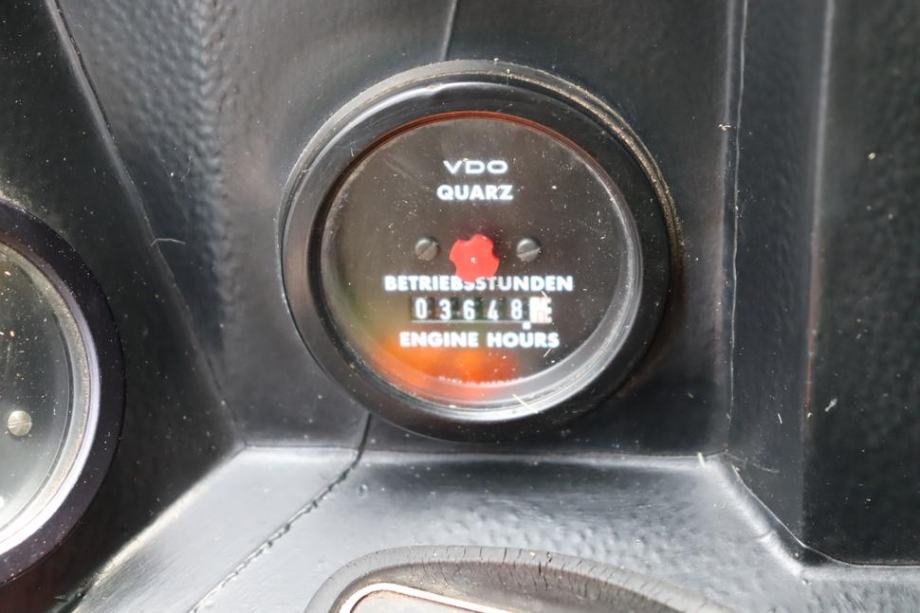 VDO
QUARZ
BETRIEBSSTUNDEN
03648
ENGINE HOURS